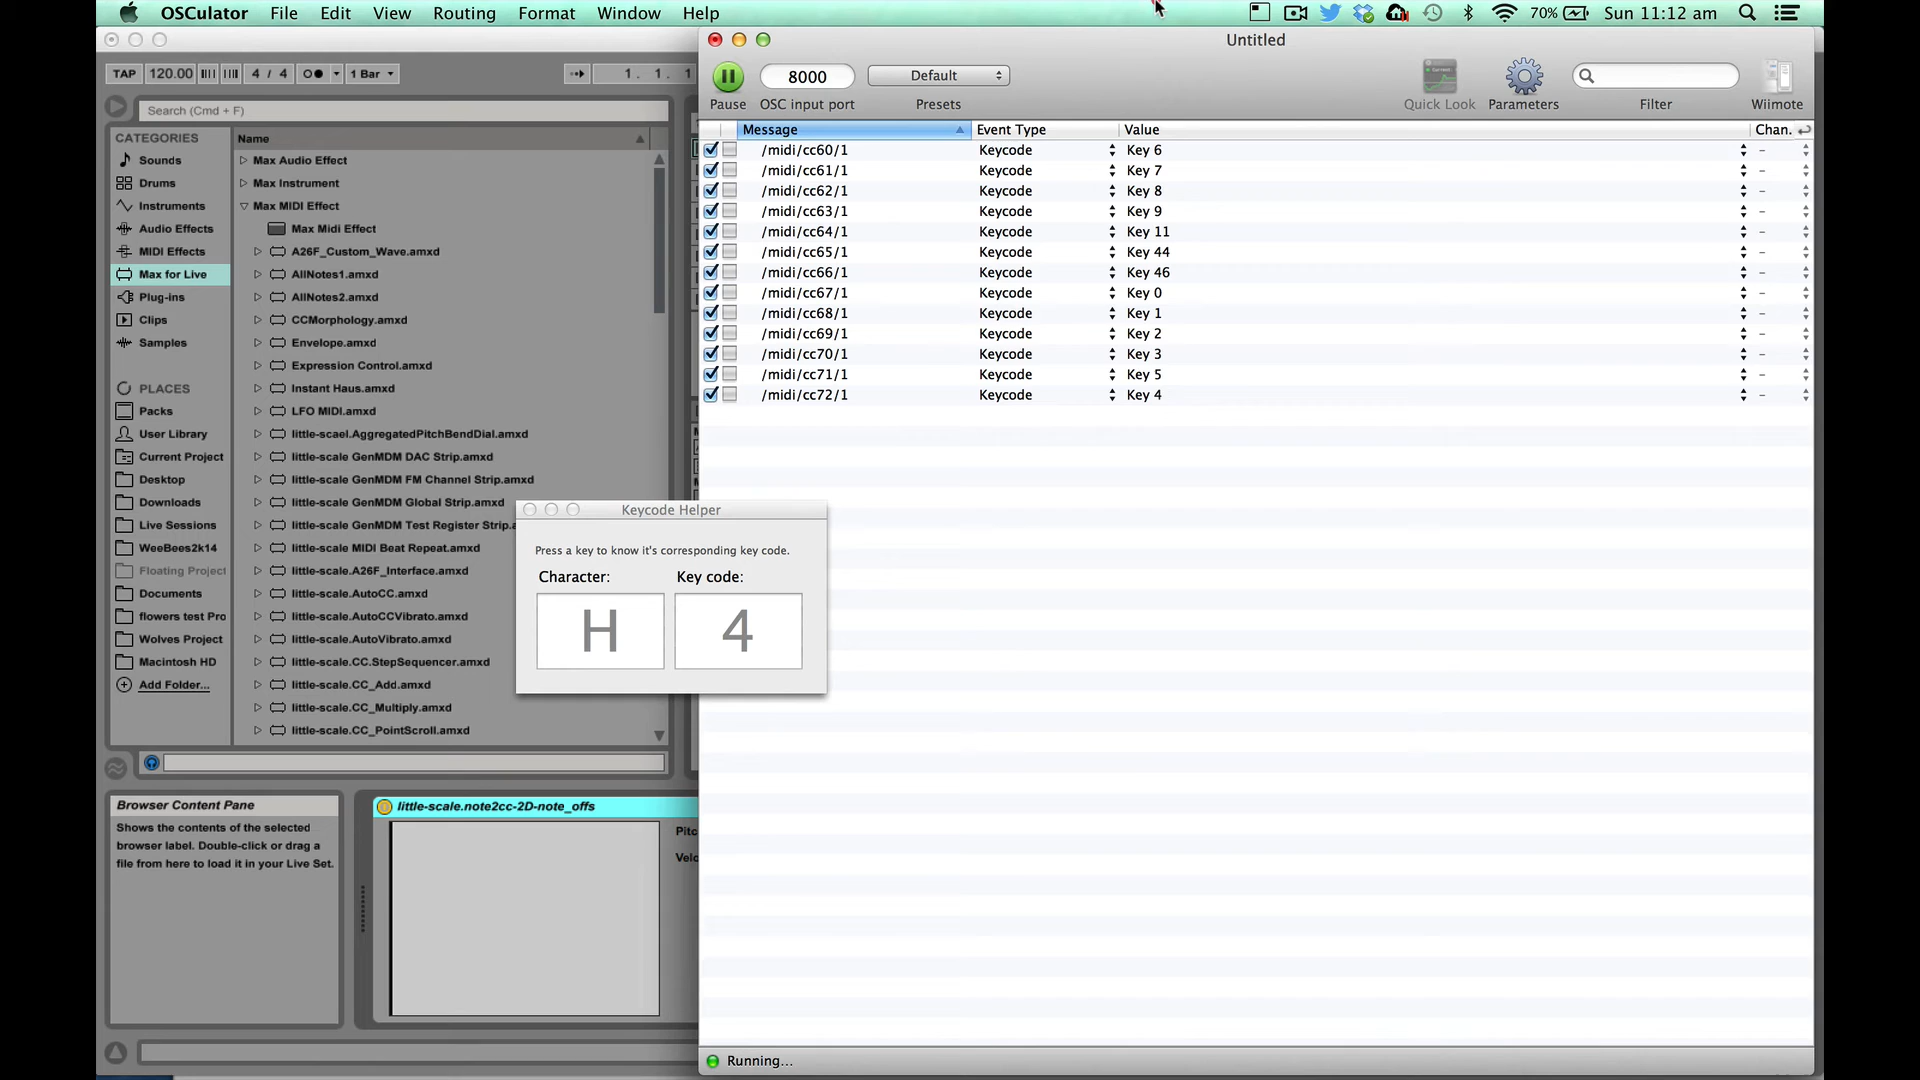 OSCulator File Edit View Routing Format Window Help 70% Sun 11:12 am
TAP 120.00 4 / 4 1 Bar 1. 1. 1
Search (Cmd + F)
CATEGORIES
Sounds
Drums
Instruments
Audio Effects
MIDI Effects
Max for Live
Plug-ins
Clips
Samples
PLACES
Packs
User Library
Current Project
Desktop
Downloads
Live Sessions
WeeBees2k14
Floating Project
Documents
flowers test Pro
Wolves Project
Macintosh HD
Add Folder...
Name
Max Audio Effect
Max Instrument
Max MIDI Effect
Max Midi Effect
A26F_Custom_Wave.amxd
AllNotes1.amxd
AllNotes2.amxd
CCMorphology.amxd
Envelope.amxd
Expression Control.amxd
Instant Haus.amxd
LFO MIDI.amxd
little-scael.AggregatedPitchBendDial.amxd
little-scale GenMDM DAC Strip.amxd
little-scale GenMDM FM Channel Strip.amxd
little-scale GenMDM Global Strip.amxd
little-scale GenMDM Test Register Strip.a
little-scale MIDI Beat Repeat.amxd
little-scale.A26F_Interface.amxd
little-scale.AutoCC.amxd
little-scale.AutoCCVibrato.amxd
little-scale.AutoVibrato.amxd
little-scale.CC.StepSequencer.amxd
little-scale.CC_Add.amxd
little-scale.CC_Multiply.amxd
little-scale.CC_PointScroll.amxd
Browser Content Pane
Shows the contents of the selected
browser label. Double-click or drag a
file from here to load it in your Live Set.
little-scale.note2cc-2D-note_offs
Pitc
Velc
Keycode Helper
Press a key to know it's corresponding key code.
Character: Key code:
H 4
Untitled
8000 Default
Pause OSC input port Presets Quick Look Parameters Filter Wiimote
Message Event Type Value Chan.
/midi/cc60/1 Keycode Key 6 –
/midi/cc61/1 Keycode Key 7 –
/midi/cc62/1 Keycode Key 8 –
/midi/cc63/1 Keycode Key 9 –
/midi/cc64/1 Keycode Key 11 –
/midi/cc65/1 Keycode Key 44 –
/midi/cc66/1 Keycode Key 46 –
/midi/cc67/1 Keycode Key 0 –
/midi/cc68/1 Keycode Key 1 –
/midi/cc69/1 Keycode Key 2 –
/midi/cc70/1 Keycode Key 3 –
/midi/cc71/1 Keycode Key 5 –
/midi/cc72/1 Keycode Key 4 –
Running...